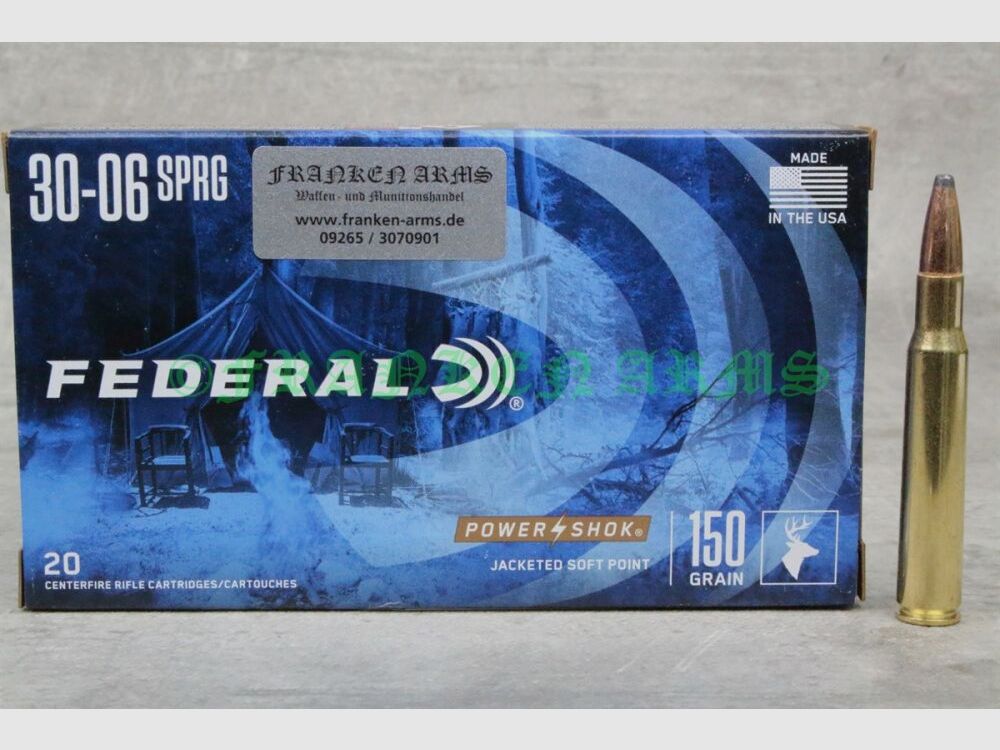 30-06 SPRG
FRANKEN ARMS
Waffen- und Munitionshandel
www.franken-arms.de
09265 / 3070901
MADE
IN THE USA
FEDERAL®
©FRANKEN ARMS
POWER SHOK®
JACKETED SOFT POINT
150
GRAIN
20
CENTERFIRE RIFLE CARTRIDGES/CARTOUCHES